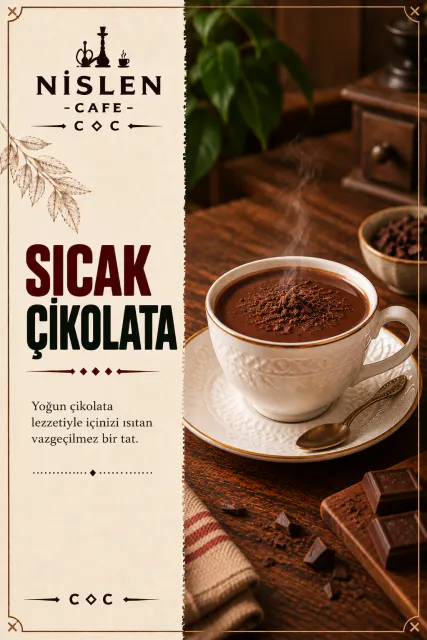 NİSLEN
-CAFE-
C◇C
SICAK
ÇİKOLATA
Yoğun çikolata
lezzetiyle içinizi ısıtan
vazgeçilmez bir tat.
C◇C